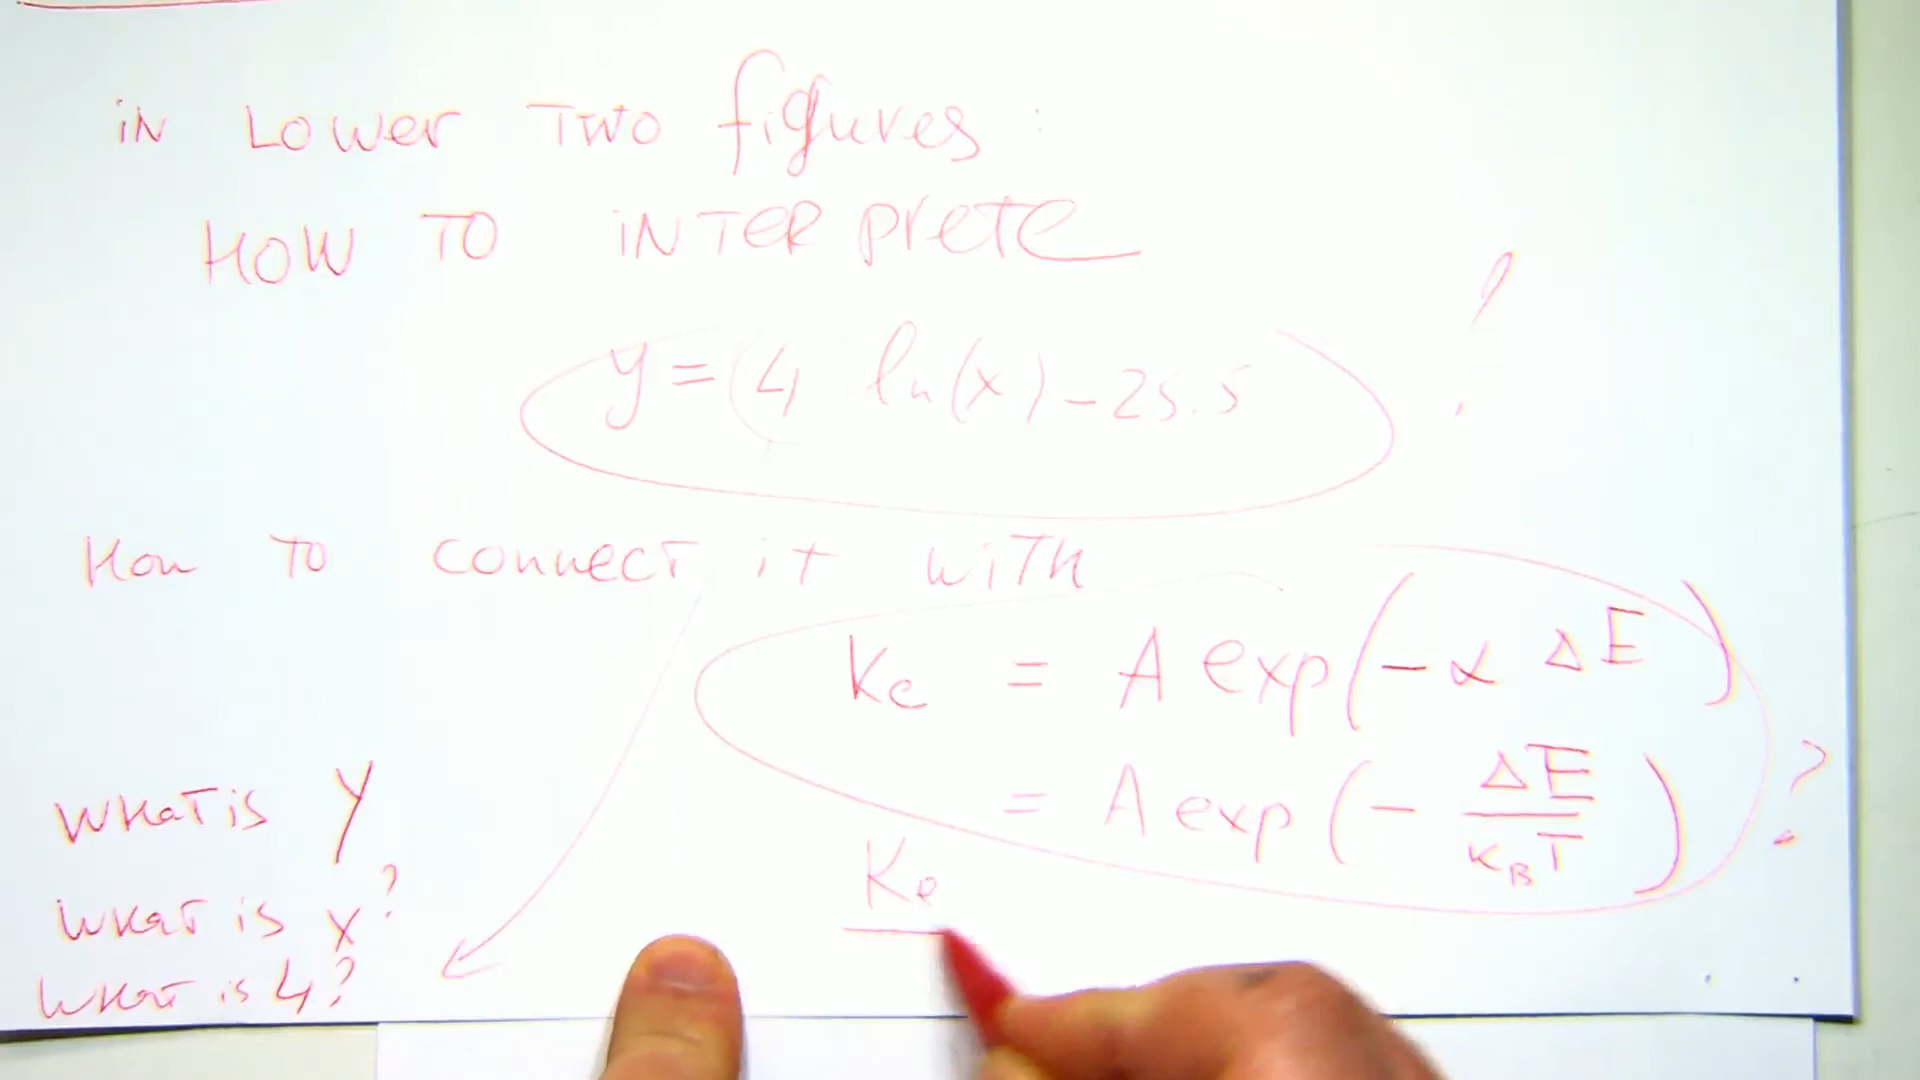 iN LOWer TWO figures:
HOW TO iNTERprete
y = 4 ln(x) - 25.5 !
How TO connecT it wiTh
Ke = A exp(-α ΔE)
WHaT is y = A exp(- ΔE/KBT) ?
Ke
WHaT is x?
WHaT is 4?